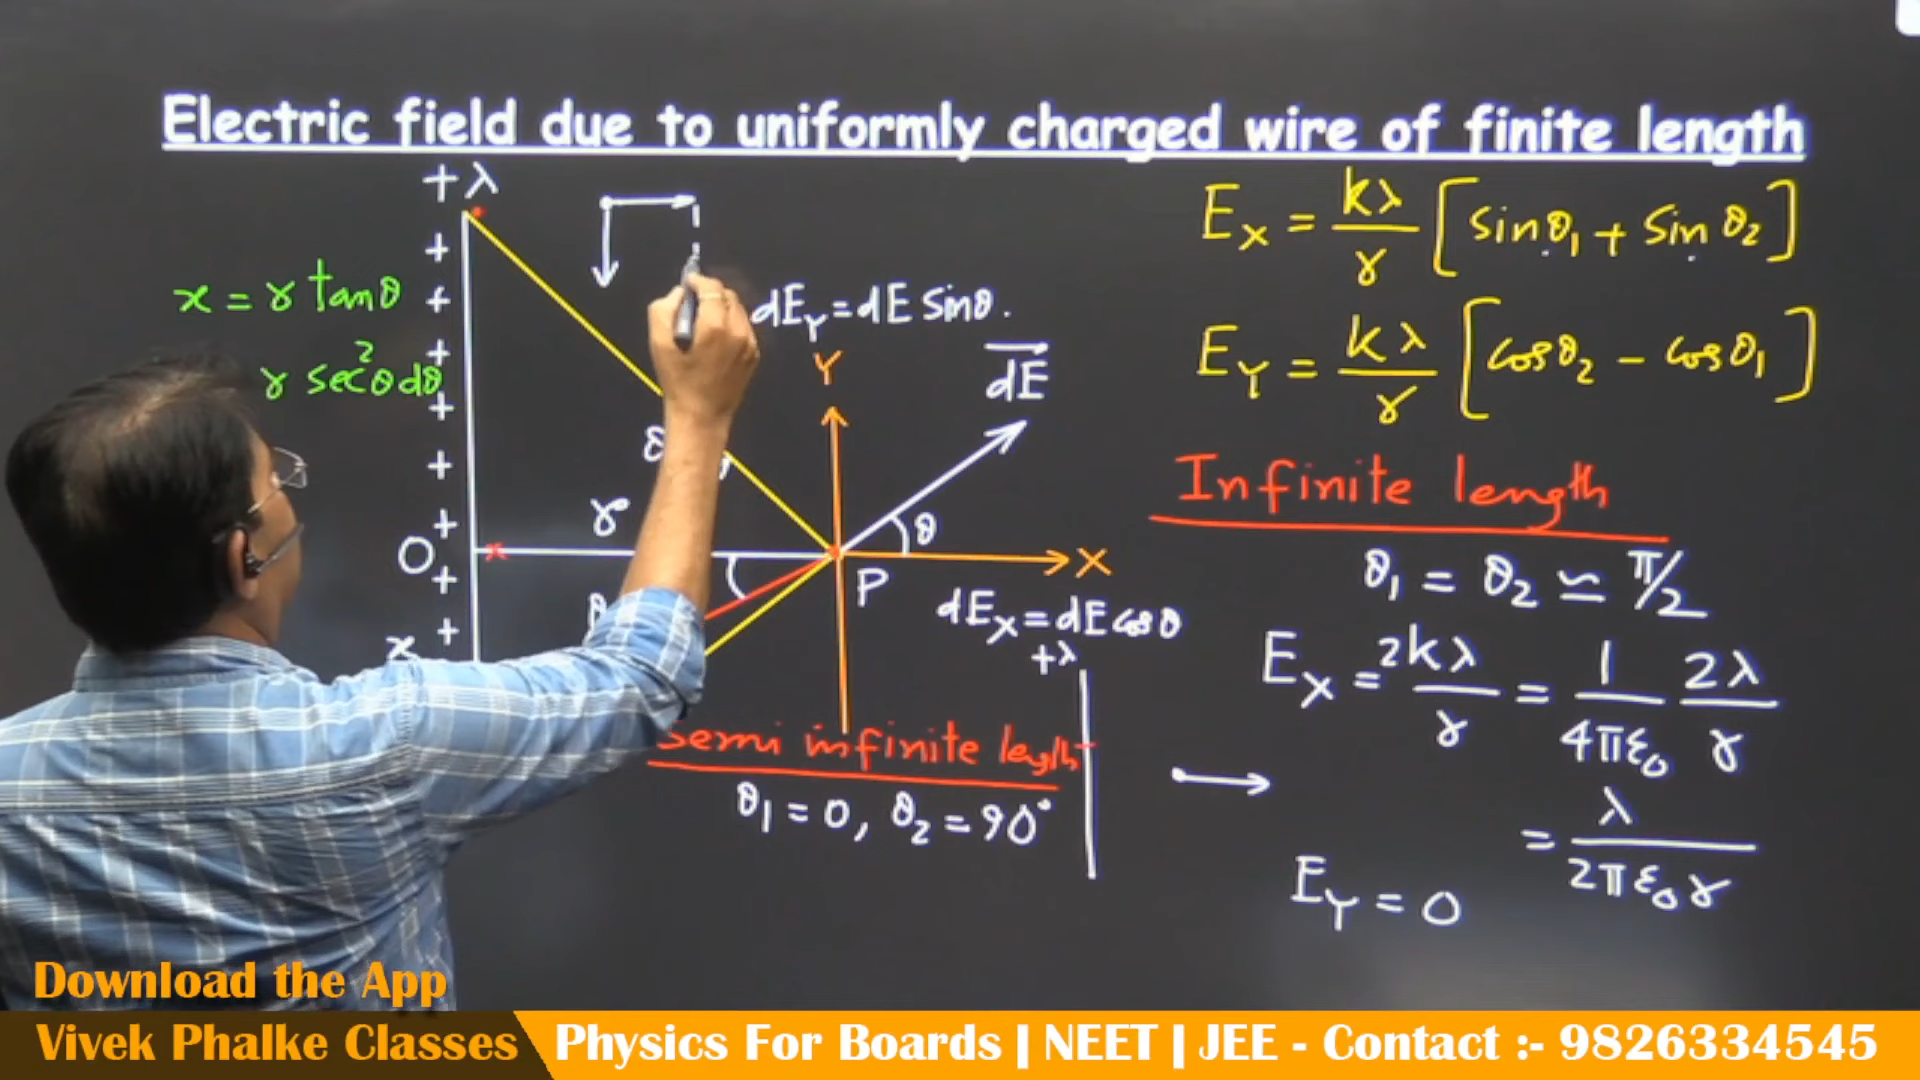 Electric field due to uniformly charged wire of finite length
+λ
+
x = r tanθ +
r sec²θdθ +
+
+
+
O +
+
x +
r
dE_Y = dE Sinθ.
Y
dE
θ
X
P
dE_X = dE cosθ
E_X = kλ/r [Sinθ₁ + Sinθ₂]
E_Y = kλ/r [cosθ₂ - cosθ₁]
Infinite length
θ₁ = θ₂ ≃ π/2
E_X = 2kλ/r = 1/4πε₀ 2λ/r
= λ/2πε₀r
E_Y = 0
+λ
Semi infinite legth
θ₁ = 0, θ₂ = 90°
Download the App
Vivek Phalke Classes
Physics For Boards | NEET | JEE - Contact :- 9826334545